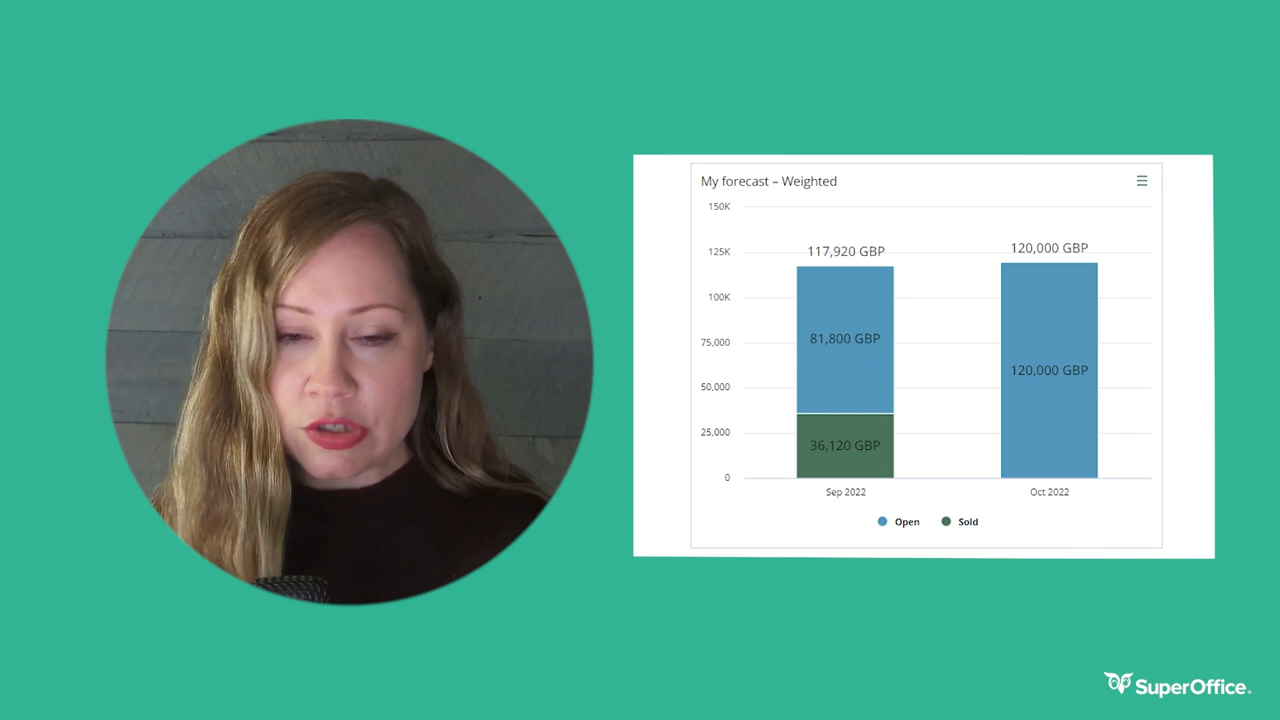 My forecast – Weighted
150K
125K
100K
75,000
50,000
25,000
0
117,920 GBP
81,800 GBP
36,120 GBP
120,000 GBP
120,000 GBP
Sep 2022
Oct 2022
Open
Sold
SuperOffice.